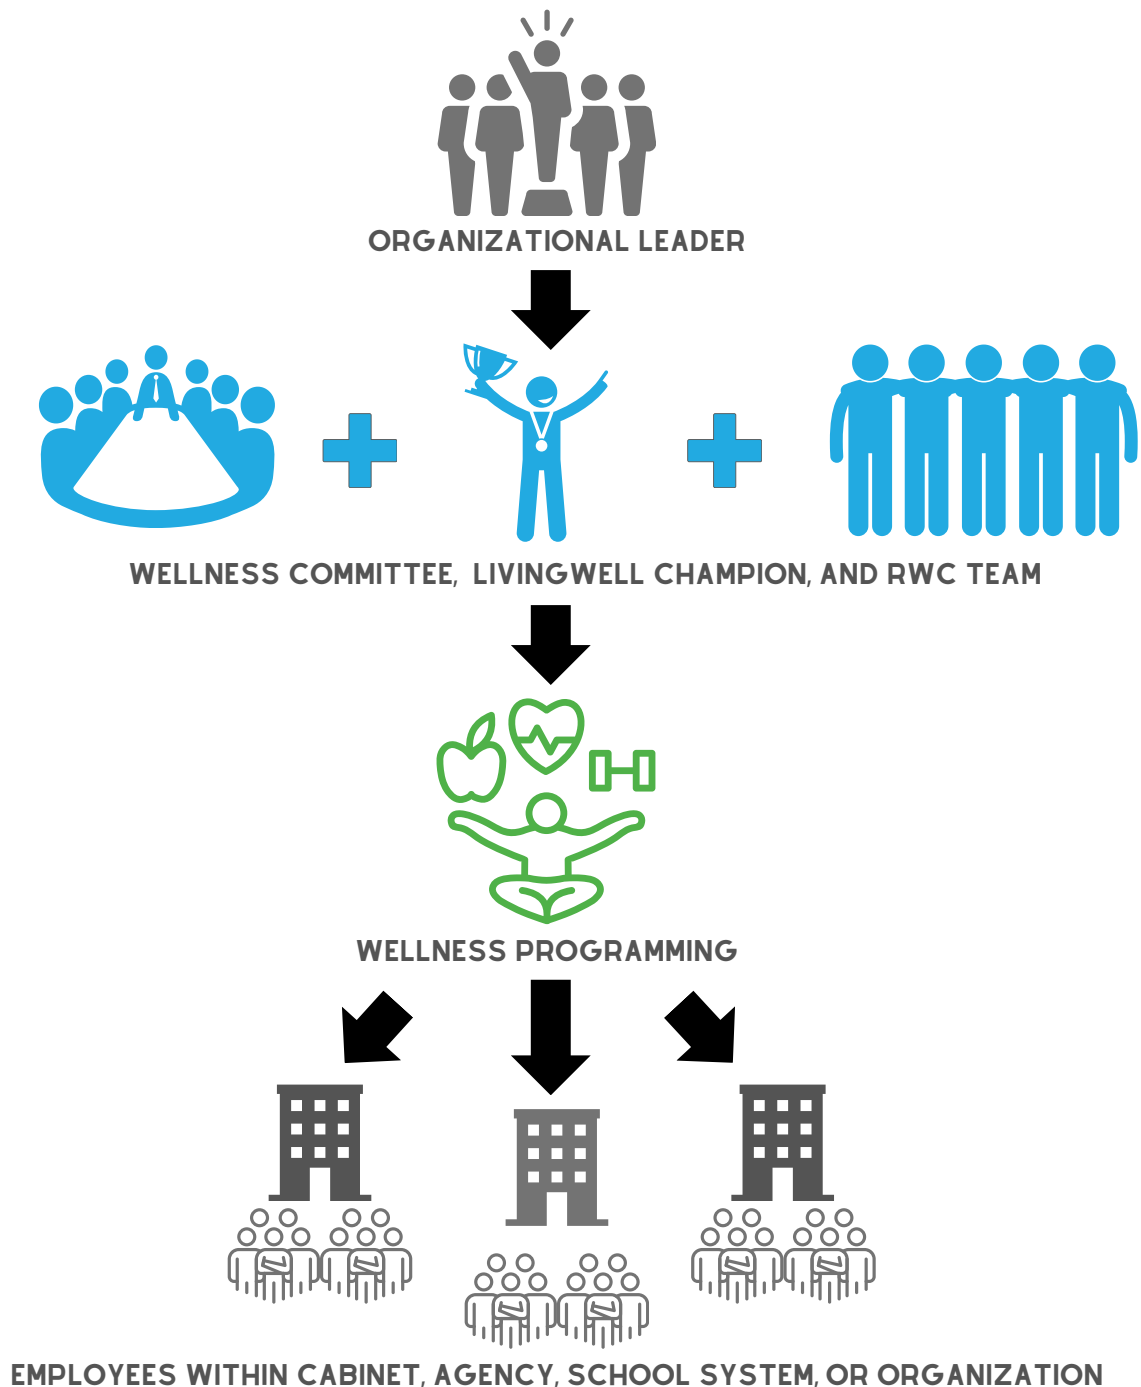 ORGANIZATIONAL LEADER
WELLNESS COMMITTEE, LIVINGWELL CHAMPION, AND RWC TEAM
WELLNESS PROGRAMMING
EMPLOYEES WITHIN CABINET, AGENCY, SCHOOL SYSTEM, OR ORGANIZATION